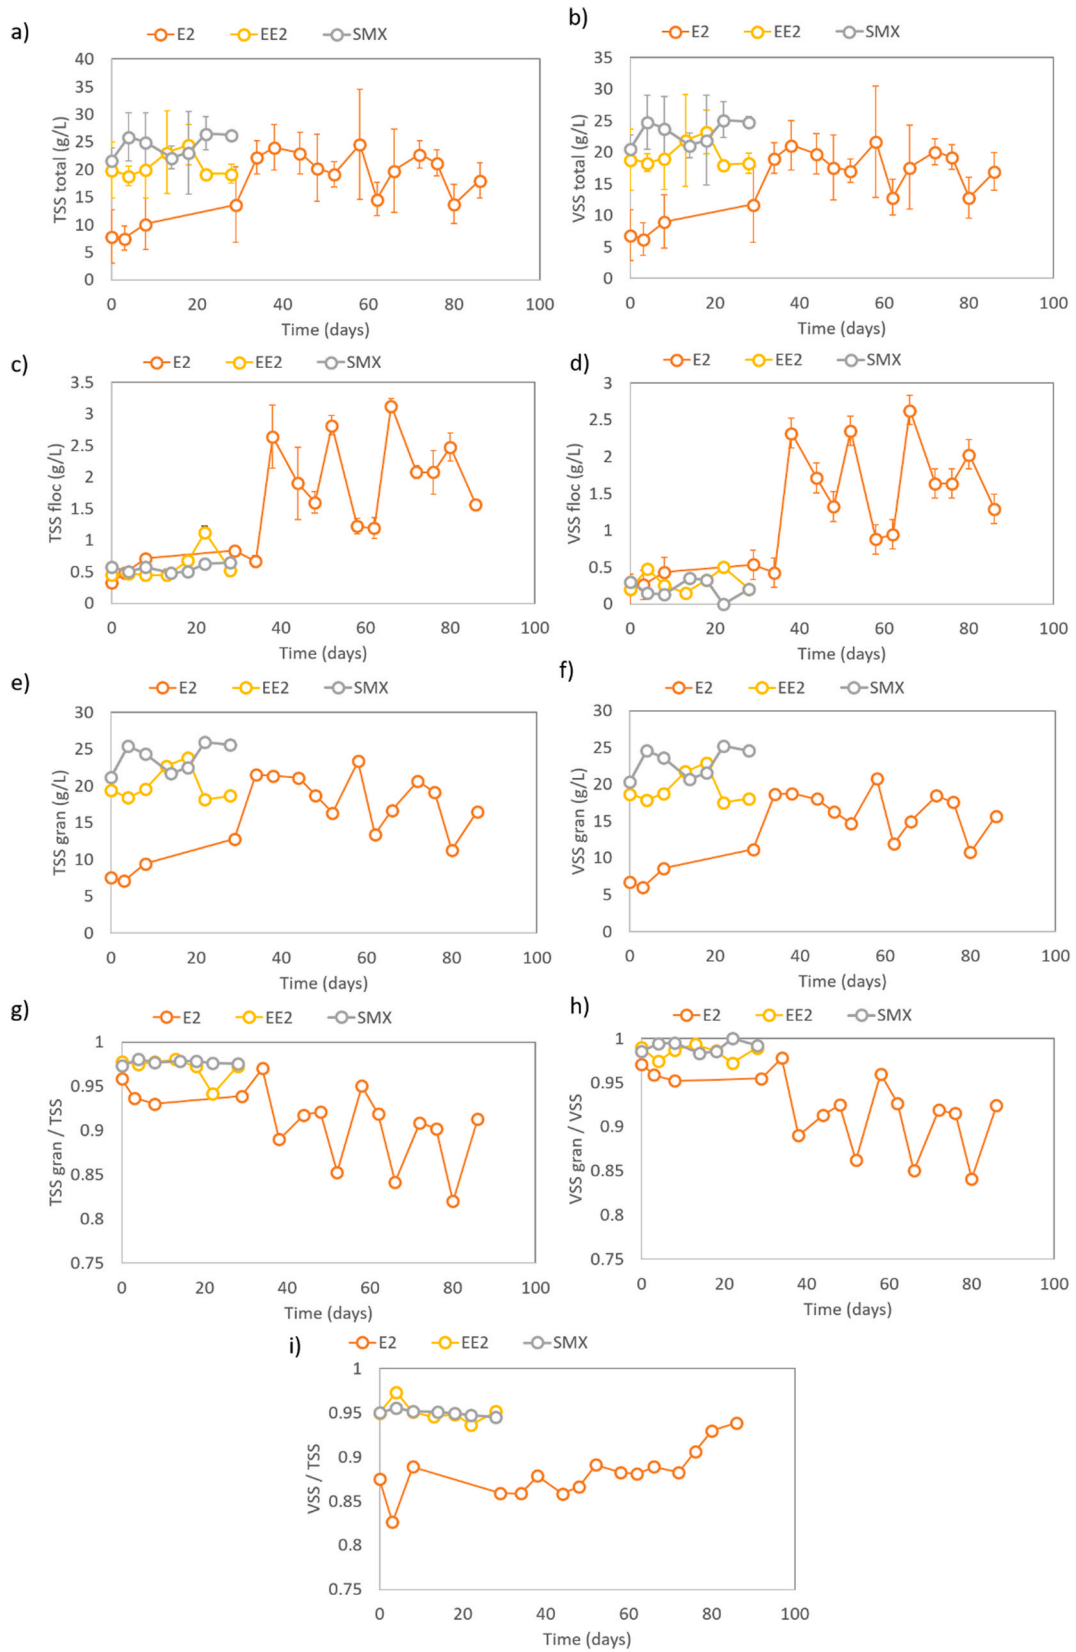 a)
E2 EE2 SMX
TSS total (g/L)
40
35
30
25
20
15
10
5
0
0 20 40 60 80 100
Time (days)
b)
E2 EE2 SMX
VSS total (g/L)
35
30
25
20
15
10
5
0
0 20 40 60 80 100
Time (days)
c)
E2 EE2 SMX
TSS floc (g/L)
3.5
3
2.5
2
1.5
1
0.5
0
0 20 40 60 80 100
Time (days)
d)
E2 EE2 SMX
VSS floc (g/L)
3
2.5
2
1.5
1
0.5
0
0 20 40 60 80 100
Time (days)
e)
E2 EE2 SMX
TSS gran (g/L)
30
25
20
15
10
5
0
0 20 40 60 80 100
Time (days)
f)
E2 EE2 SMX
VSS gran (g/L)
30
25
20
15
10
5
0
0 20 40 60 80 100
Time (days)
g)
E2 EE2 SMX
TSS gran / TSS
1
0.95
0.9
0.85
0.8
0.75
0 20 40 60 80 100
Time (days)
h)
E2 EE2 SMX
VSS gran / VSS
1
0.95
0.9
0.85
0.8
0.75
0 20 40 60 80 100
Time (days)
i)
E2 EE2 SMX
VSS / TSS
1
0.95
0.9
0.85
0.8
0.75
0 20 40 60 80 100
Time (days)